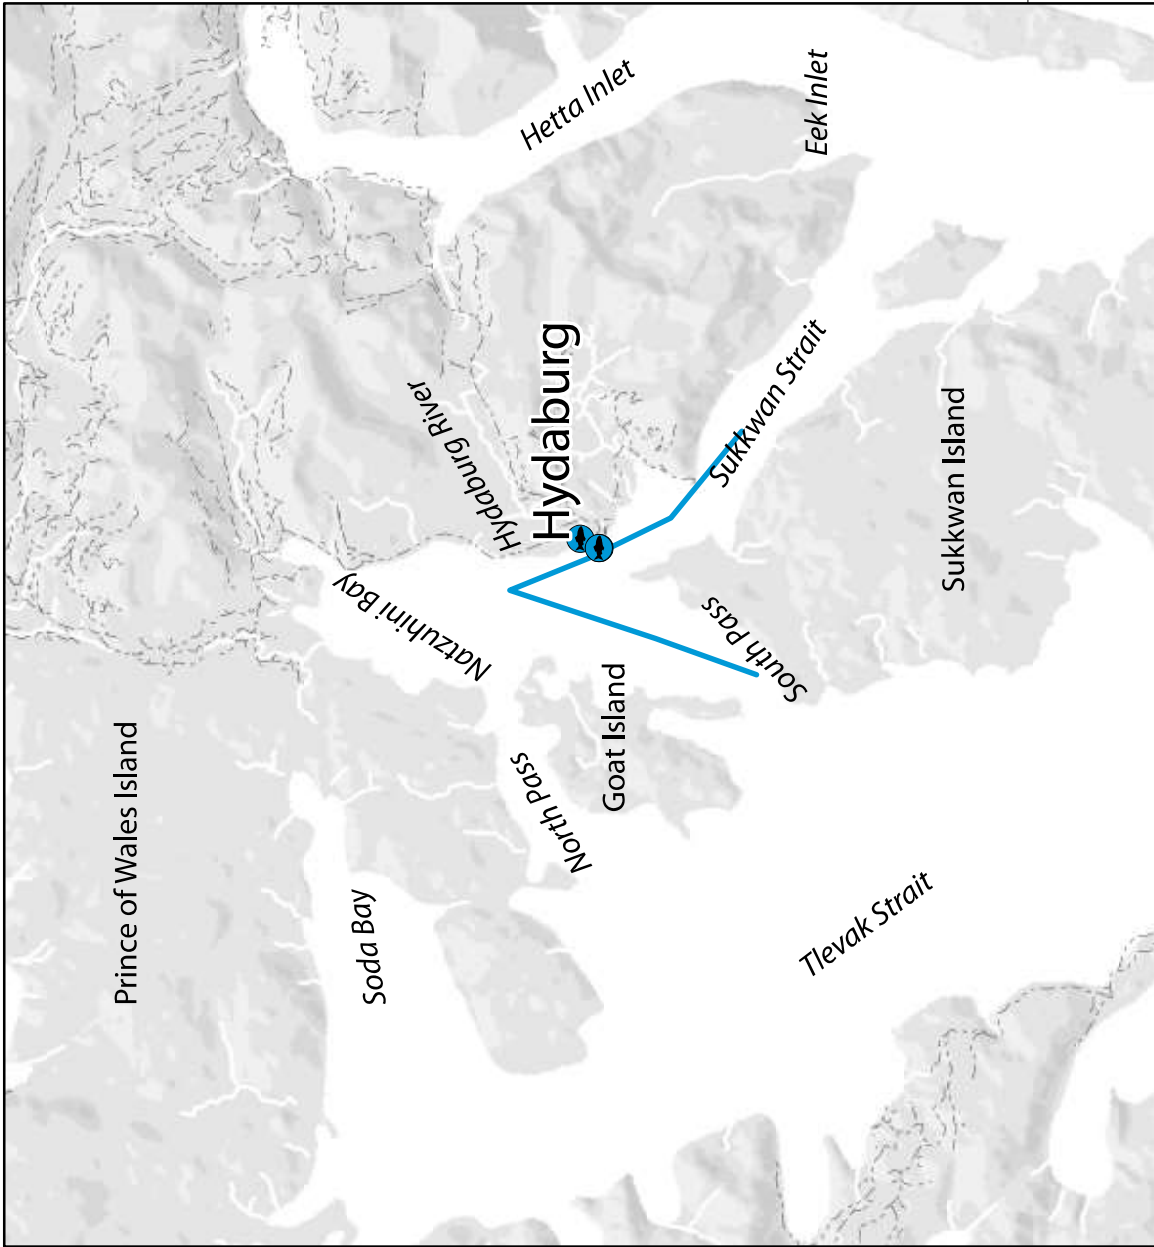 Prince of Wales Island
Soda Bay
Natzuhini Bay
Hydaburg River
Hetta Inlet
North Pass
Hydaburg
Goat Island
South Pass
Sukkwan Strait
Eek Inlet
Tlevak Strait
Sukkwan Island